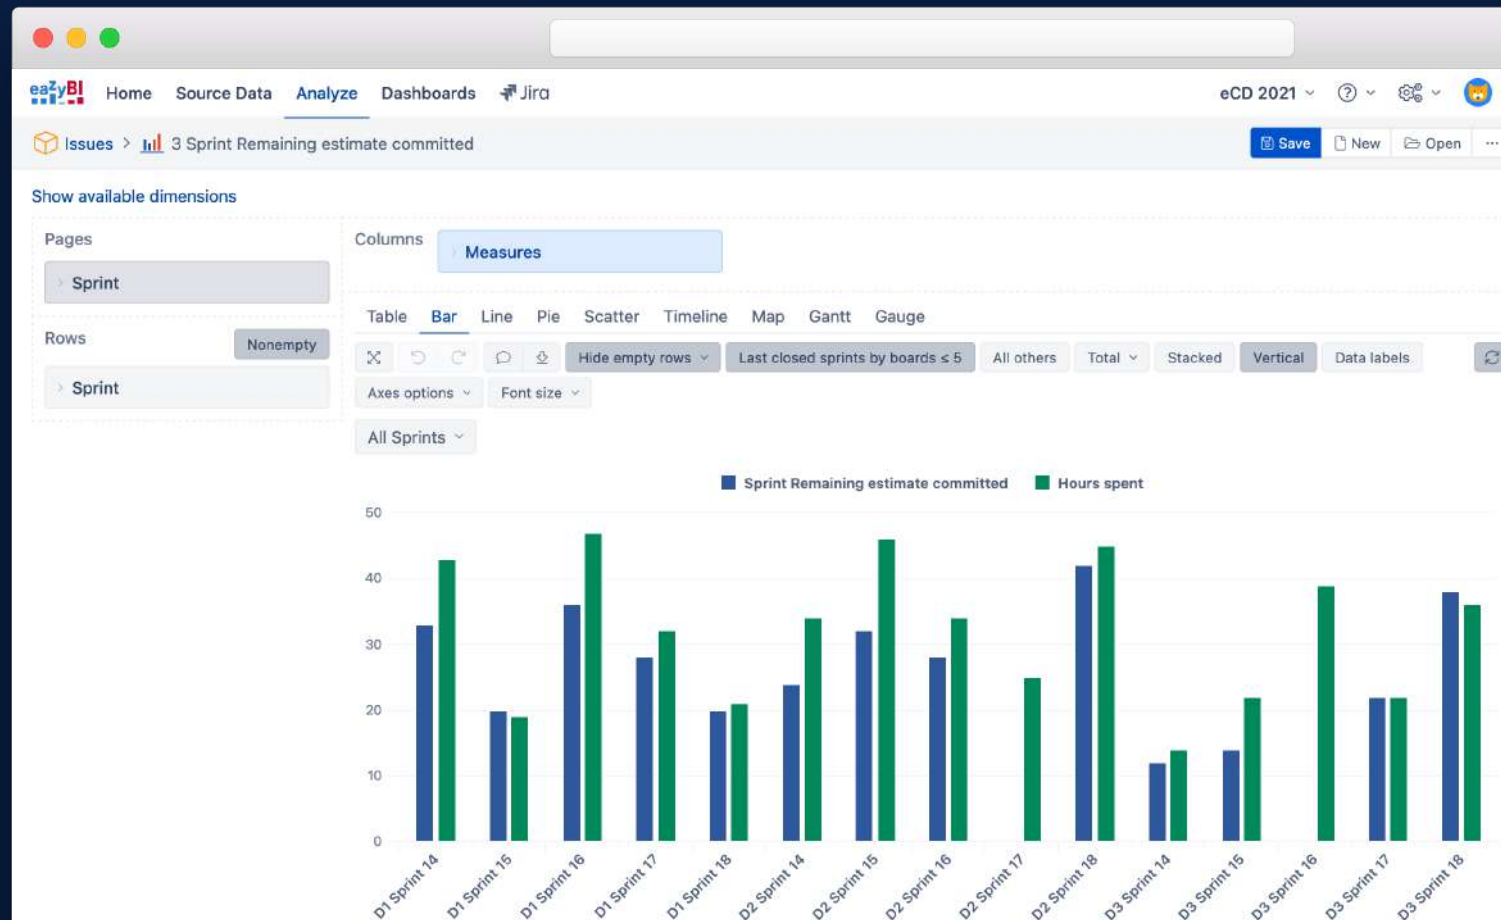 eazyBI Home Source Data Analyze Dashboards Jira eCD 2021
Issues > 3 Sprint Remaining estimate committed Save New Open ...
Show available dimensions
Pages
Sprint
Rows Nonempty
Sprint
Columns Measures
Table Bar Line Pie Scatter Timeline Map Gantt Gauge
Hide empty rows Last closed sprints by boards ≤ 5 All others Total Stacked Vertical Data labels
Axes options Font size
All Sprints
Sprint Remaining estimate committed Hours spent
50
40
30
20
10
0
D1 Sprint 14 D1 Sprint 15 D1 Sprint 16 D1 Sprint 17 D1 Sprint 18 D2 Sprint 14 D2 Sprint 15 D2 Sprint 16 D2 Sprint 17 D2 Sprint 18 D3 Sprint 14 D3 Sprint 15 D3 Sprint 16 D3 Sprint 17 D3 Sprint 18